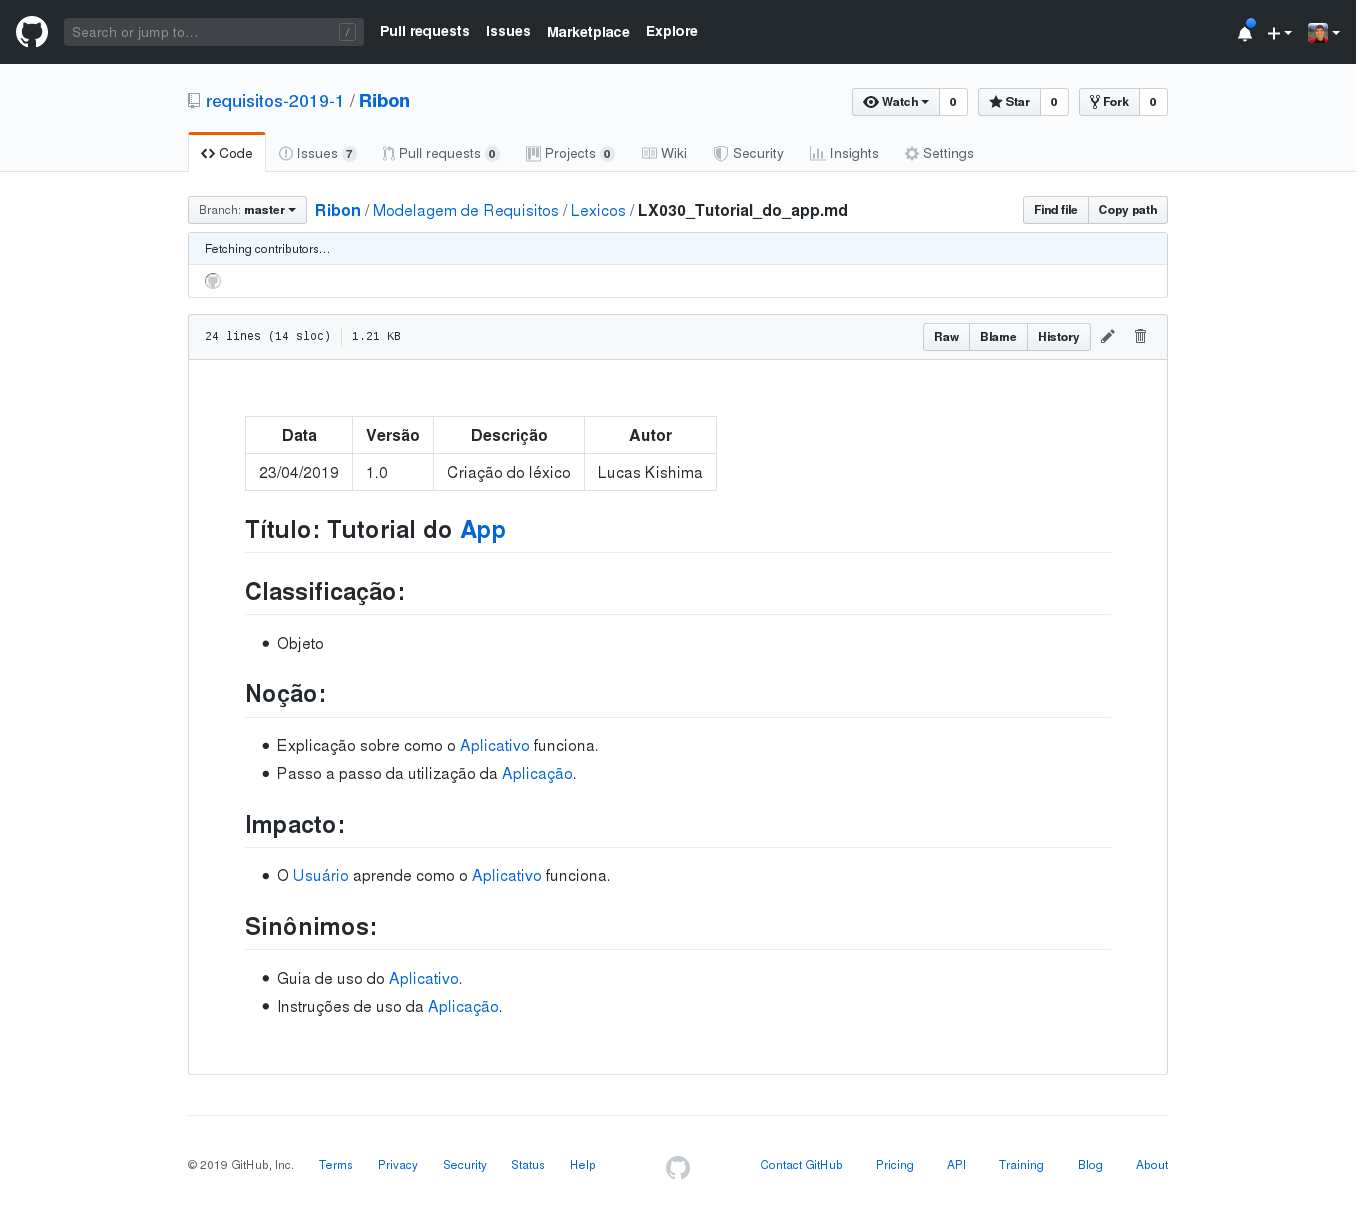 Search or jump to… /
Pull requests Issues Marketplace Explore
requisitos-2019-1 / Ribon
Watch 0 Star 0 Fork 0
Code Issues 7 Pull requests 0 Projects 0 Wiki Security Insights Settings
Branch: master Ribon / Modelagem de Requisitos / Lexicos / LX030_Tutorial_do_app.md Find file Copy path
Fetching contributors…
24 lines (14 sloc) 1.21 KB Raw Blame History
Data Versão Descrição Autor
23/04/2019 1.0 Criação do léxico Lucas Kishima
Título: Tutorial do App
Classificação:
• Objeto
Noção:
• Explicação sobre como o Aplicativo funciona.
• Passo a passo da utilização da Aplicação.
Impacto:
• O Usuário aprende como o Aplicativo funciona.
Sinônimos:
• Guia de uso do Aplicativo.
• Instruções de uso da Aplicação.
© 2019 GitHub, Inc. Terms Privacy Security Status Help Contact GitHub Pricing API Training Blog About